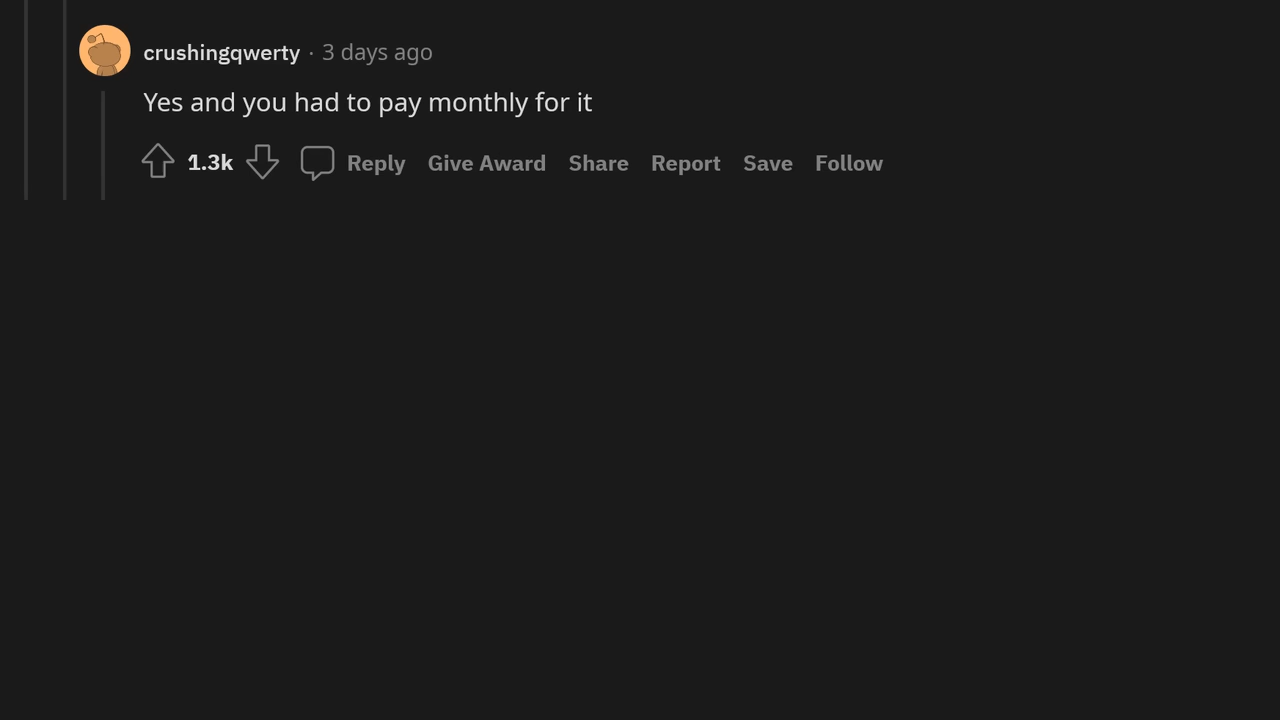 crushingqwerty · 3 days ago
Yes and you had to pay monthly for it
1.3k Reply Give Award Share Report Save Follow